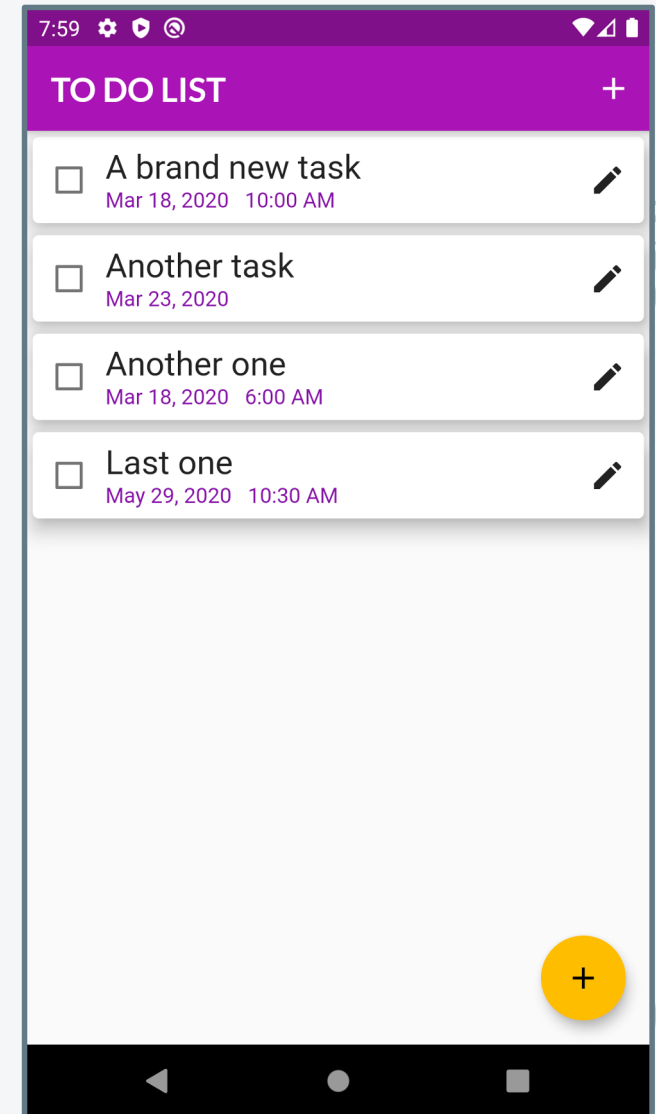 7:59
TO DO LIST
A brand new task
Mar 18, 2020 10:00 AM
Another task
Mar 23, 2020
Another one
Mar 18, 2020 6:00 AM
Last one
May 29, 2020 10:30 AM